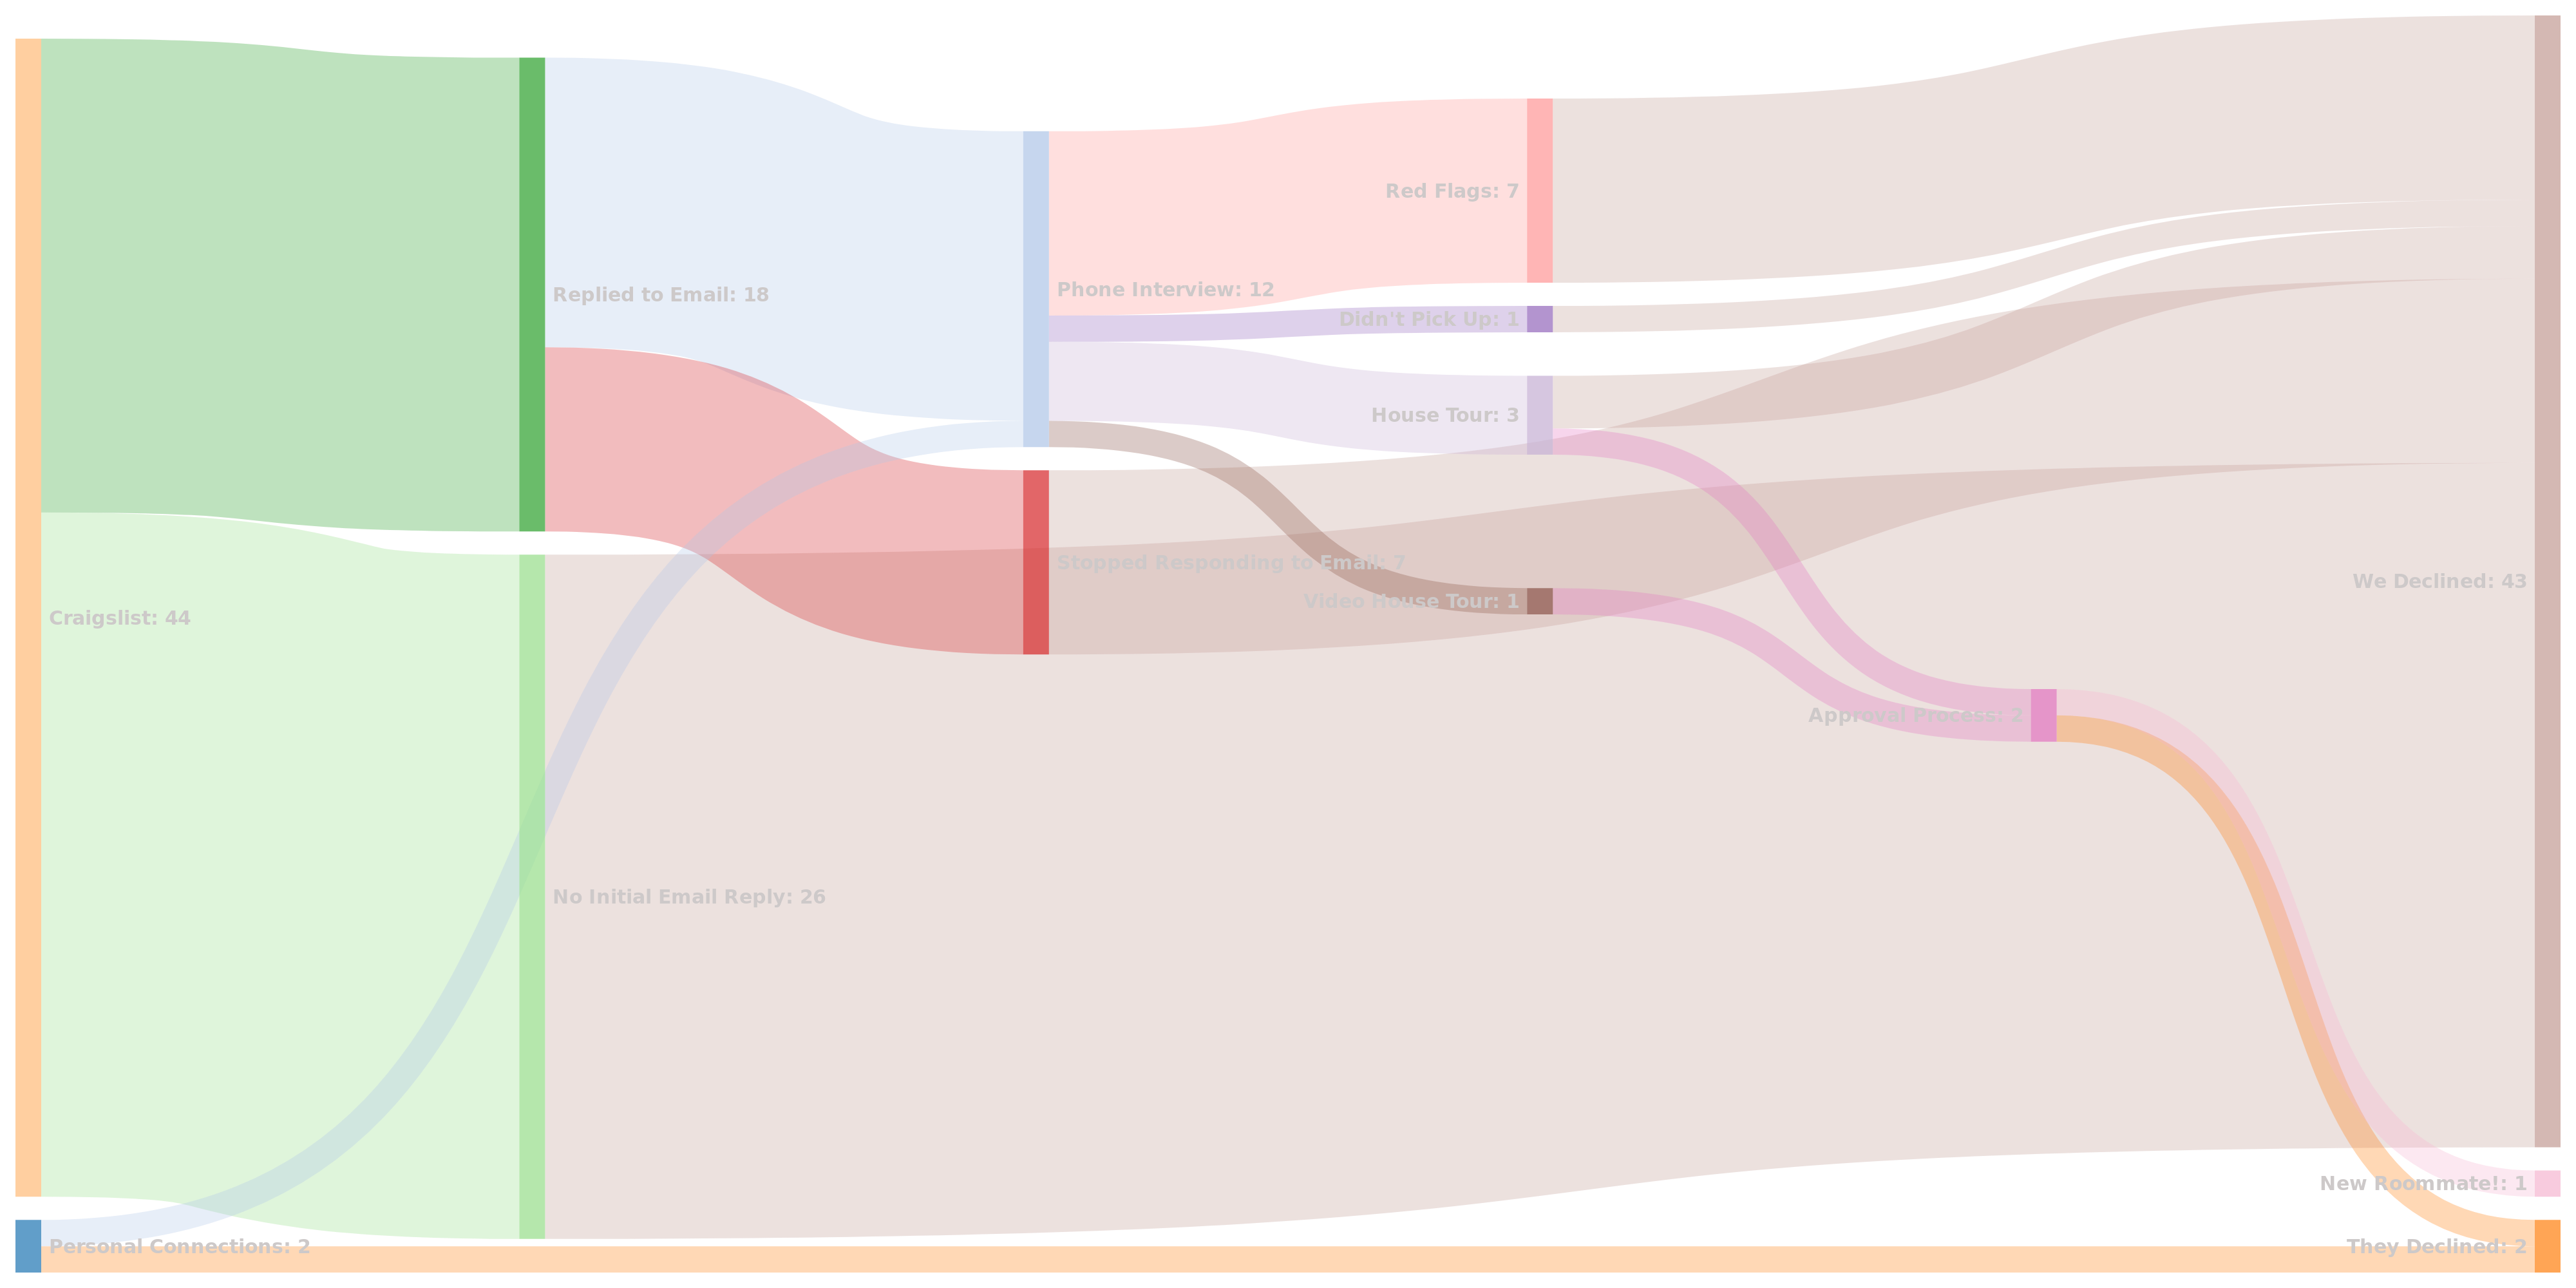 Craigslist: 44
Personal Connections: 2
Replied to Email: 18
No Initial Email Reply: 26
Phone Interview: 12
Stopped Responding to Email: 7
Red Flags: 7
Didn't Pick Up: 1
House Tour: 3
Video House Tour: 1
Approval Process: 2
We Declined: 43
New Roommate!: 1
They Declined: 2